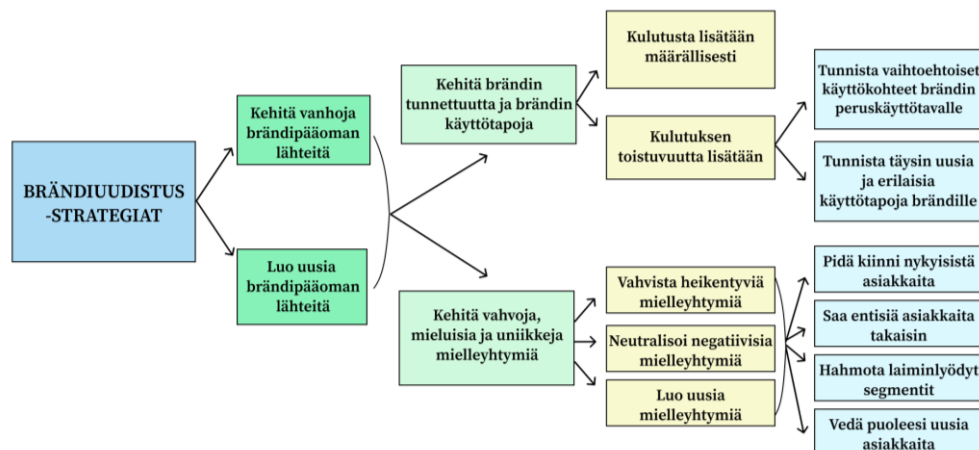 BRÄNDIUUDISTUS
-STRATEGIAT
Kehitä vanhoja
brändipääoman
lähteitä
Luo uusia
brändipääoman
lähteitä
Kehitä brändin
tunnettuutta ja brändin
käyttötapoja
Kehitä vahvoja,
mieluisia ja uniikkeja
mielleyhtymiä
Kulutusta lisätään
määrällisesti
Kulutuksen
toistuvuutta lisätään
Vahvista heikentyviä
mielleyhtymiä
Neutralisoi negatiivisia
mielleyhtymiä
Luo uusia
mielleyhtymiä
Tunnista vaihtoehtoiset
käyttökohteet brändin
peruskäyttötavalle
Tunnista täysin uusia
ja erilaisia
käyttötapoja brändille
Pidä kiinni nykyisistä
asiakkaita
Saa entisiä asiakkaita
takaisin
Hahmota laiminlyödyt
segmentit
Vedä puoleesi uusia
asiakkaita